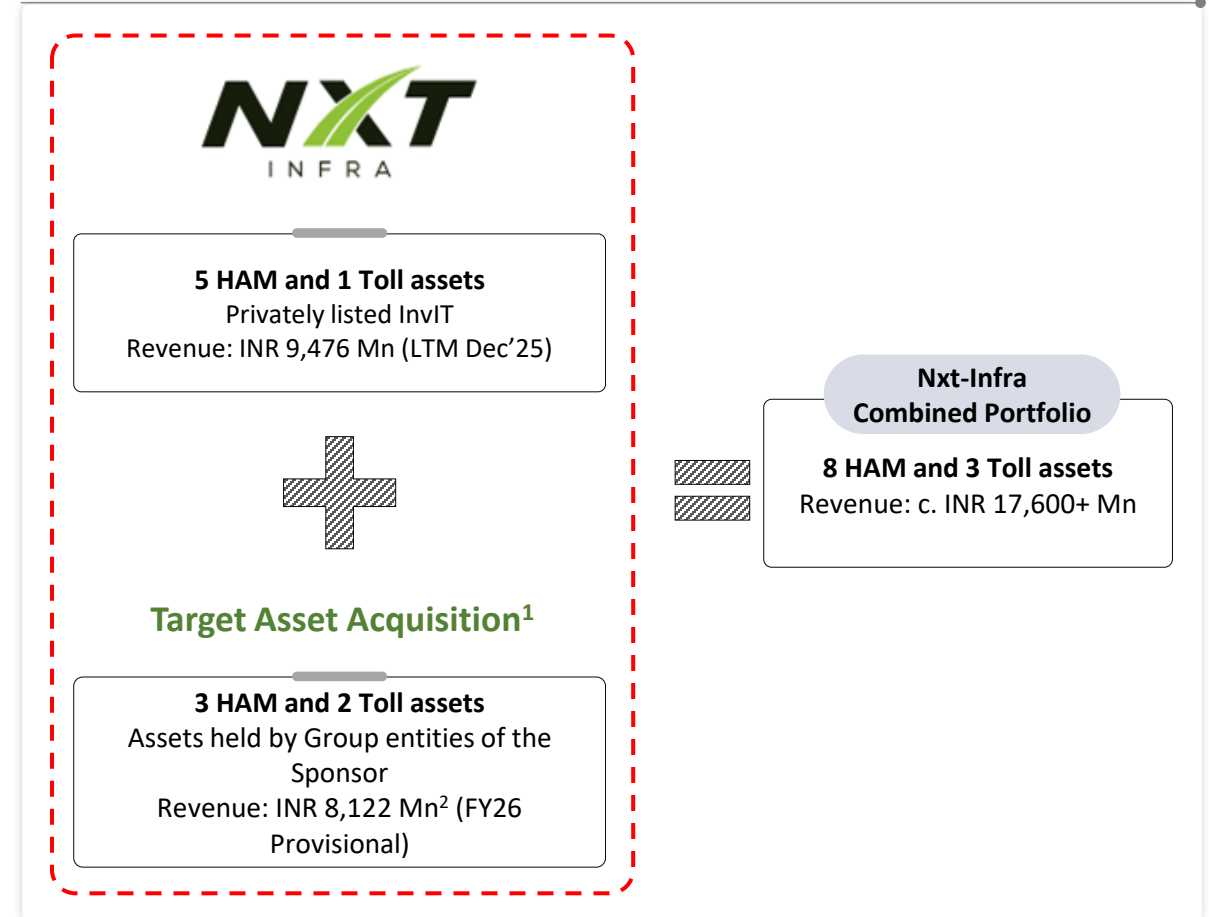 NXT
INFRA
5 HAM and 1 Toll assets
Privately listed InvIT
Revenue: INR 9,476 Mn (LTM Dec’25)
Nxt-Infra
Combined Portfolio
8 HAM and 3 Toll assets
Revenue: c. INR 17,600+ Mn
Target Asset Acquisition¹
3 HAM and 2 Toll assets
Assets held by Group entities of the
Sponsor
Revenue: INR 8,122 Mn² (FY26
Provisional)